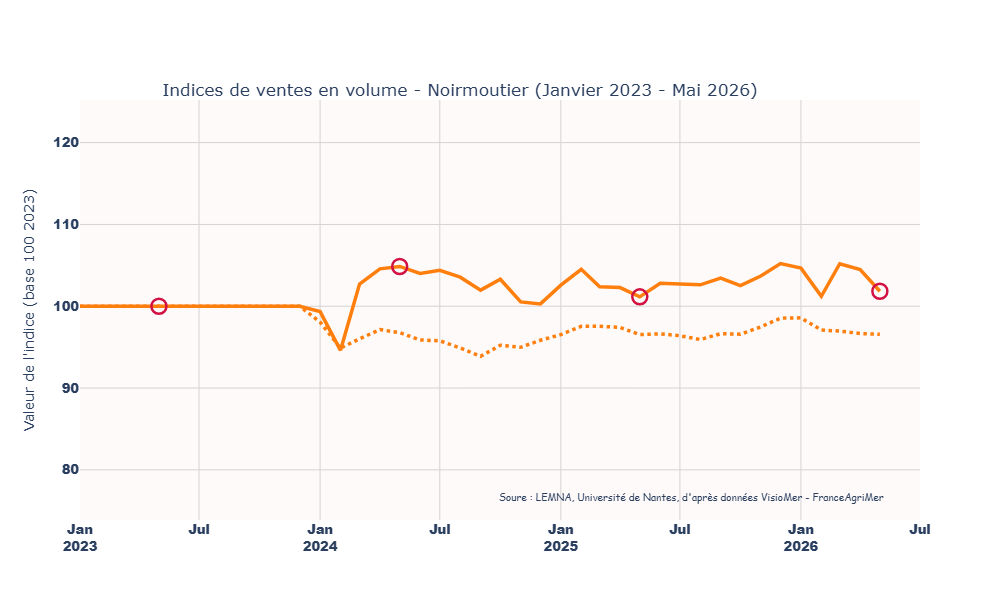 Indices de ventes en volume - Noirmoutier (Janvier 2023 - Mai 2026)
Valeur de l'indice (base 100 2023)
120
110
100
90
80
Soure : LEMNA, Université de Nantes, d'après données VisioMer - FranceAgriMer
Jan Jul Jan Jul Jan Jul Jan Jul
2023 2024 2025 2026